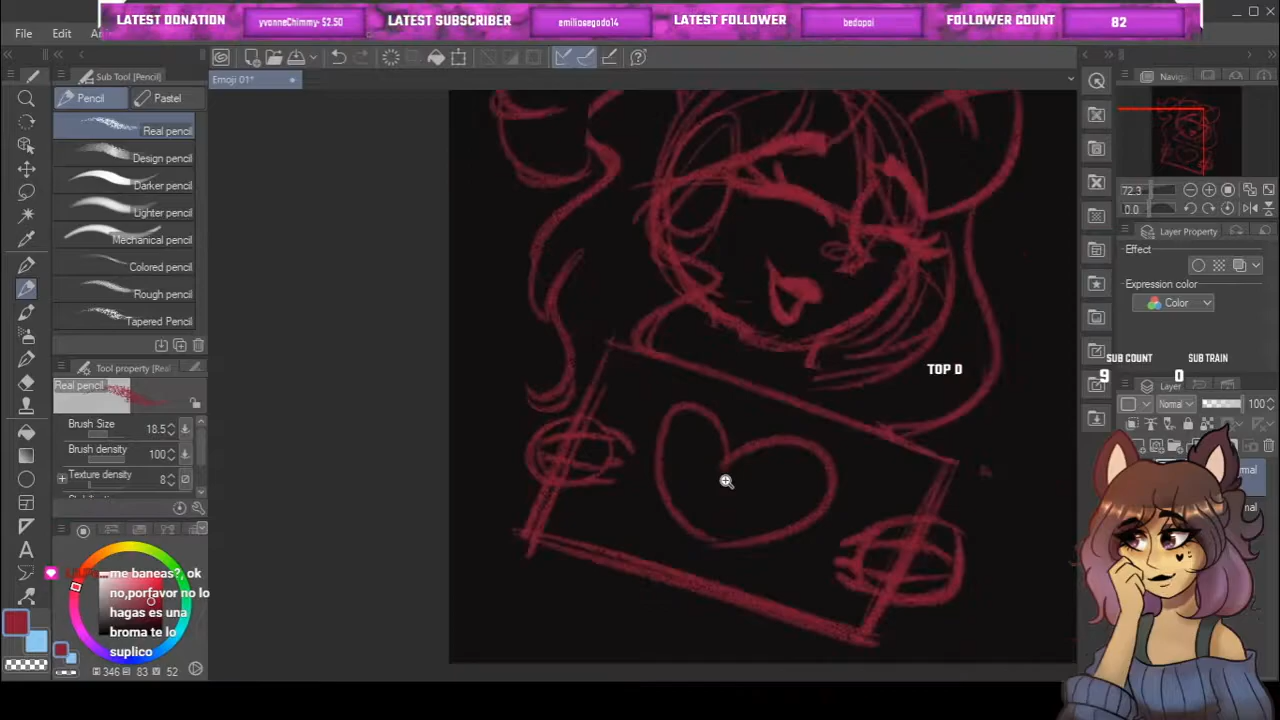 LATEST DONATION
yvonneChimmy- $2.50
LATEST SUBSCRIBER
emiliosegodo14
LATEST FOLLOWER
bedopoi
FOLLOWER COUNT
82
File
Edit
Sub Tool [Pencil]
Emoji 01*
Navig
Pencil
Pastel
Real pencil
Design pencil
Darker pencil
Lighter pencil
Mechanical pencil
Colored pencil
Rough pencil
Tapered Pencil
72.3
0.0
Layer Property
Effect
Expression color
Color
SUB COUNT
SUB TRAIN
9
0
TOP D
Layer
Normal
100
Tool property [Real
Real pencil
Brush Size
18.5
Brush density
100
Texture density
8
me baneas?, ok
no,porfavor no lo
hagas es una
broma te lo
suplico
346
83
52